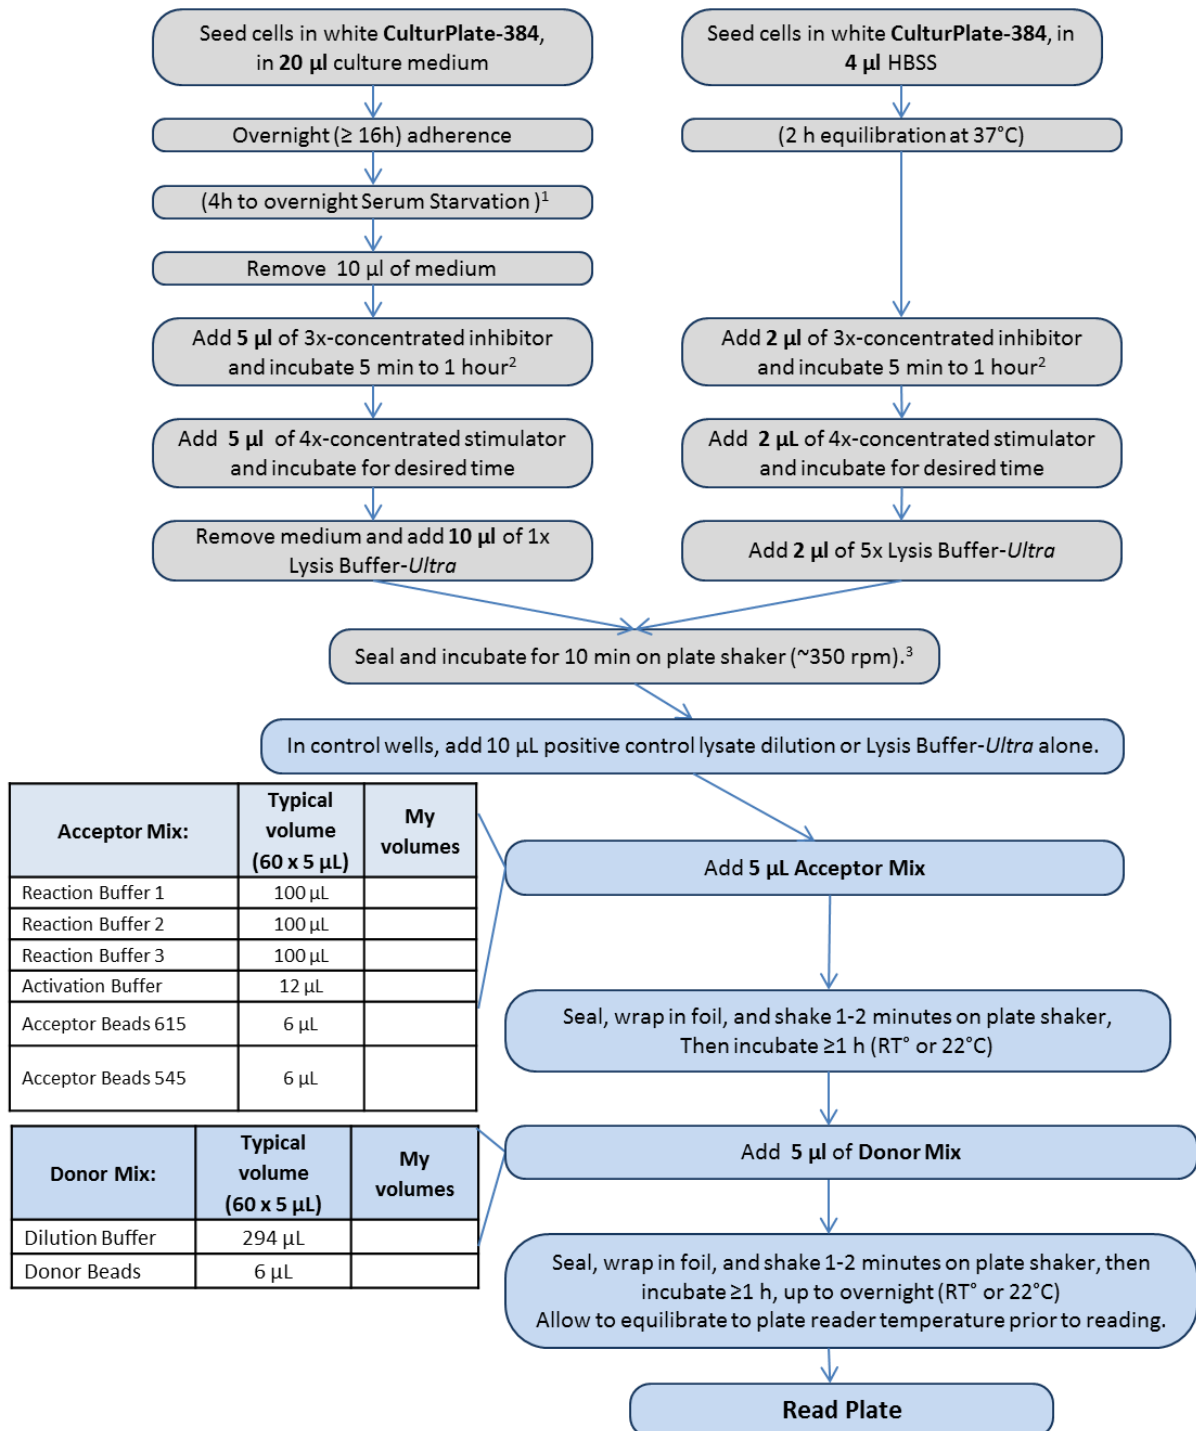 Seed cells in white CulturPlate-384,
in 20 µl culture medium
Seed cells in white CulturPlate-384, in
4 µl HBSS
Overnight (≥ 16h) adherence
(2 h equilibration at 37°C)
(4h to overnight Serum Starvation )1
Remove 10 µl of medium
Add 5 µl of 3x-concentrated inhibitor
and incubate 5 min to 1 hour2
Add 2 µl of 3x-concentrated inhibitor
and incubate 5 min to 1 hour2
Add 5 µl of 4x-concentrated stimulator
and incubate for desired time
Add 2 µL of 4x-concentrated stimulator
and incubate for desired time
Remove medium and add 10 µl of 1x
Lysis Buffer-Ultra
Add 2 µl of 5x Lysis Buffer-Ultra
Seal and incubate for 10 min on plate shaker (~350 rpm).3
In control wells, add 10 µL positive control lysate dilution or Lysis Buffer-Ultra alone.
Acceptor Mix:
Typical
volume
(60 x 5 µL)
My
volumes
Reaction Buffer 1
100 µL
Reaction Buffer 2
100 µL
Reaction Buffer 3
100 µL
Activation Buffer
12 µL
Acceptor Beads 615
6 µL
Acceptor Beads 545
6 µL
Add 5 µL Acceptor Mix
Seal, wrap in foil, and shake 1-2 minutes on plate shaker,
Then incubate ≥1 h (RT° or 22°C)
Donor Mix:
Typical
volume
(60 x 5 µL)
My
volumes
Dilution Buffer
294 µL
Donor Beads
6 µL
Add 5 µl of Donor Mix
Seal, wrap in foil, and shake 1-2 minutes on plate shaker, then
incubate ≥1 h, up to overnight (RT° or 22°C)
Allow to equilibrate to plate reader temperature prior to reading.
Read Plate